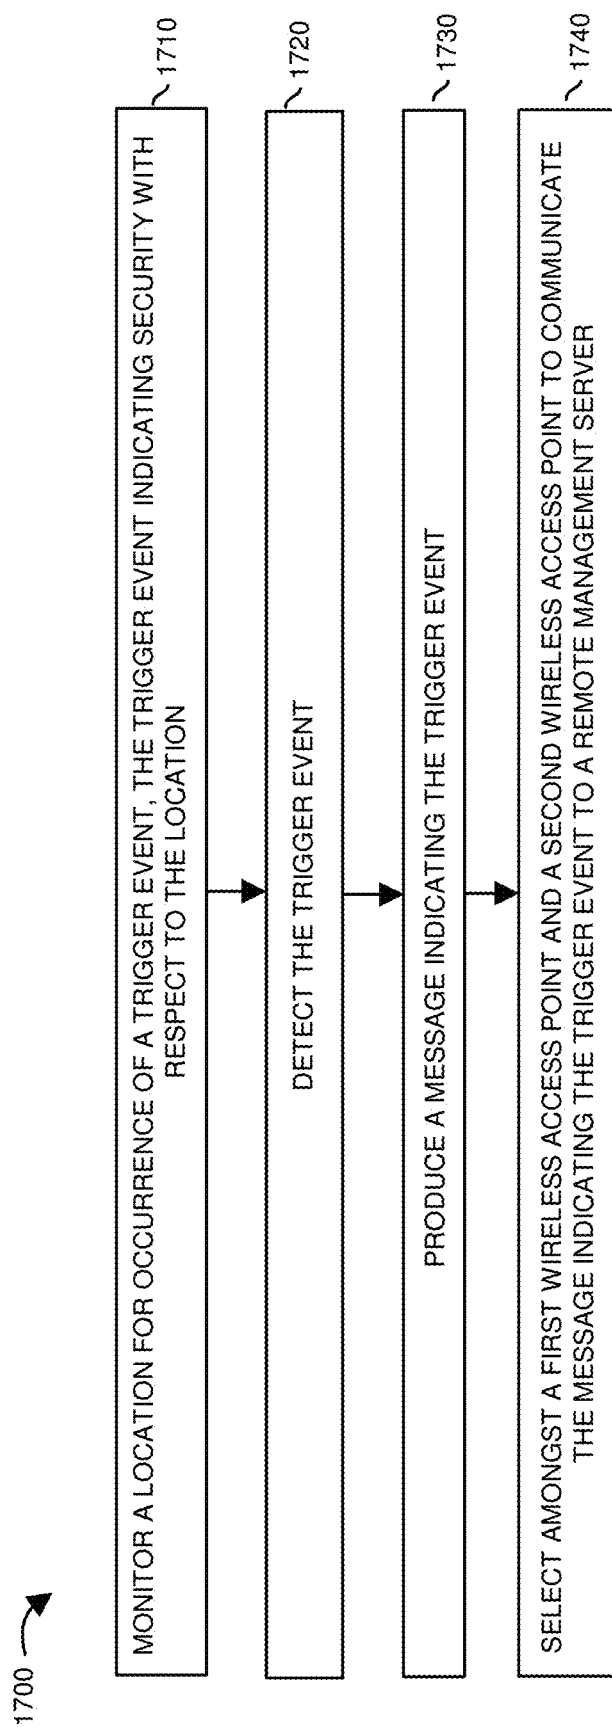 1700
MONITOR A LOCATION FOR OCCURRENCE OF A TRIGGER EVENT, THE TRIGGER EVENT INDICATING SECURITY WITH
RESPECT TO THE LOCATION
1710
DETECT THE TRIGGER EVENT
1720
PRODUCE A MESSAGE INDICATING THE TRIGGER EVENT
1730
SELECT AMONGST A FIRST WIRELESS ACCESS POINT AND A SECOND WIRELESS ACCESS POINT TO COMMUNICATE
THE MESSAGE INDICATING THE TRIGGER EVENT TO A REMOTE MANAGEMENT SERVER
1740